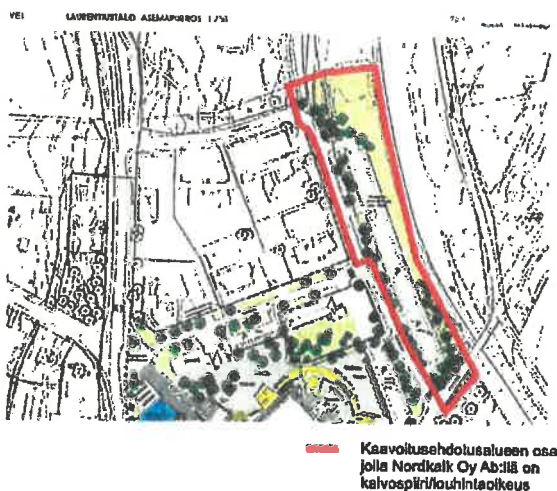 LAURENTIUSTALO ASEMAPIIRROS 1/750
Kaavoitusehdotusalueen osa
jolla Nordkalk Oy Ab:llä on
kaivospiiri/louhintaoikeus